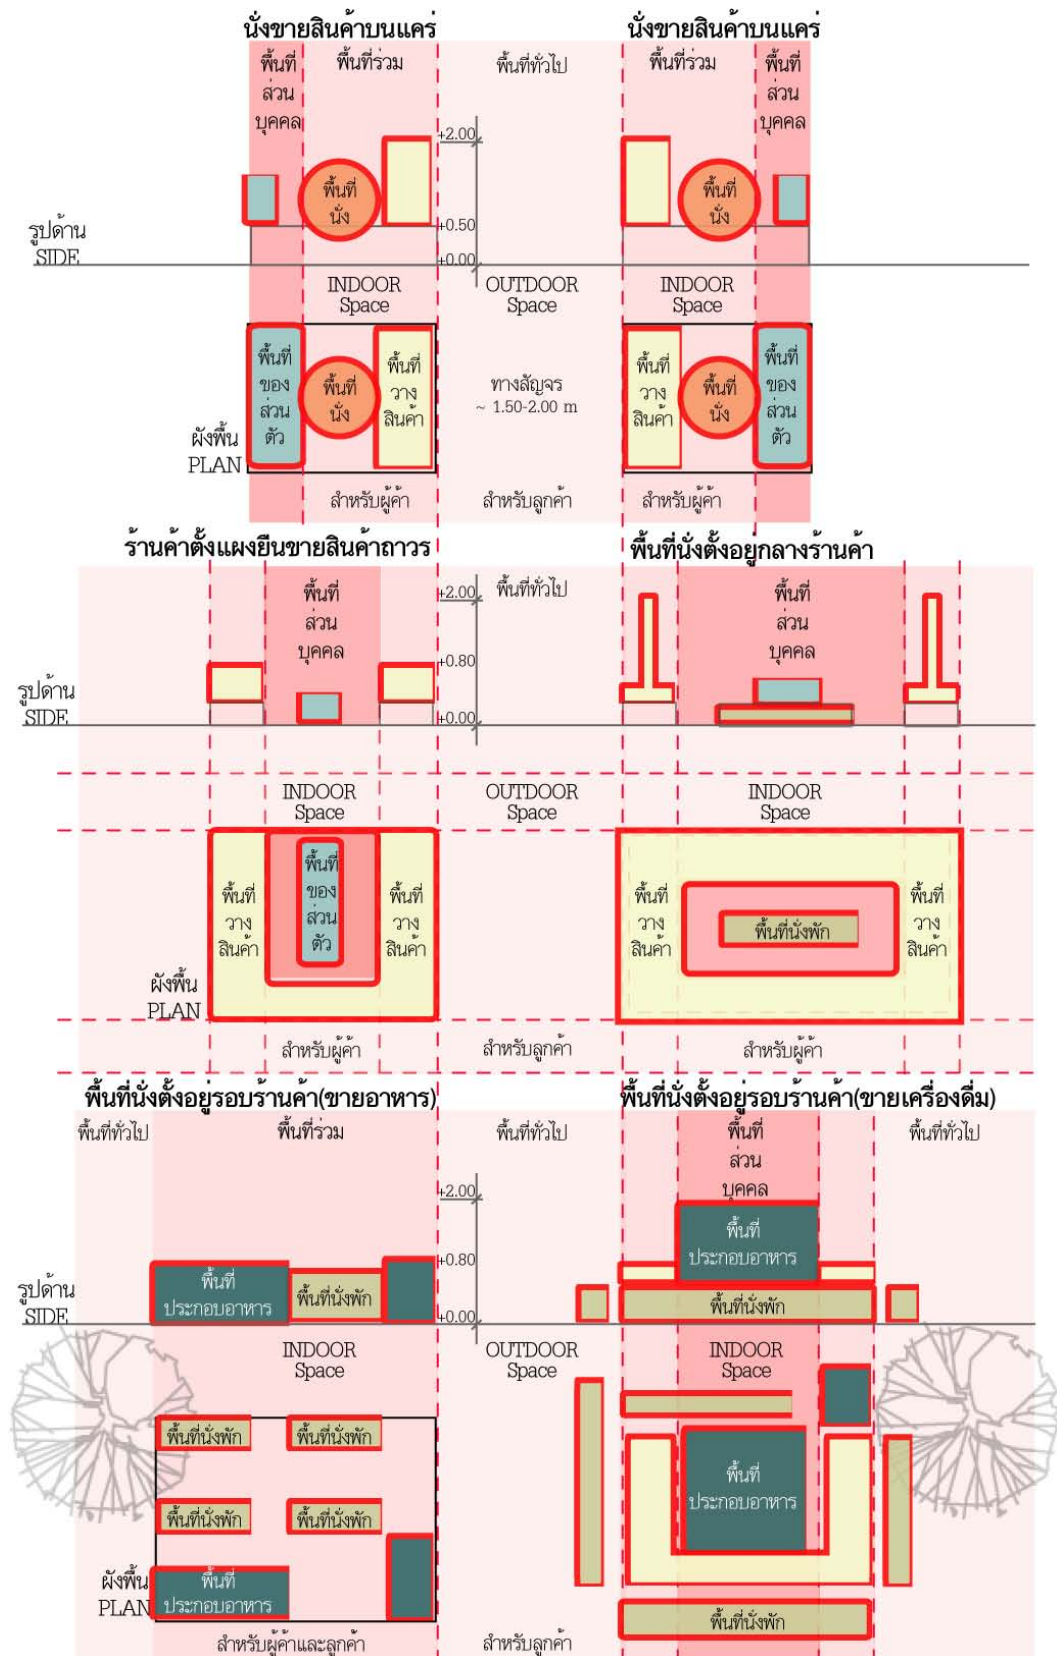 นั่งขายสินค้าบนแคร่
นั่งขายสินค้าบนแคร่
พื้นที่
ส่วน
บุคคล
พื้นที่ร่วม
พื้นที่ทั่วไป
พื้นที่ร่วม
พื้นที่
ส่วน
บุคคล
+2.00
พื้นที่
นั่ง
พื้นที่
นั่ง
+0.50
รูปด้าน
SIDE
+0.00
INDOOR
Space
OUTDOOR
Space
INDOOR
Space
พื้นที่
ของ
ส่วน
ตัว
พื้นที่
นั่ง
พื้นที่
วาง
สินค้า
ทางสัญจร
~ 1.50-2.00 m
พื้นที่
วาง
สินค้า
พื้นที่
นั่ง
พื้นที่
ของ
ส่วน
ตัว
ผังพื้น
PLAN
สำหรับผู้ค้า
สำหรับลูกค้า
สำหรับผู้ค้า
ร้านค้าตั้งแผงยืนขายสินค้าถาวร
พื้นที่นั่งตั้งอยู่กลางร้านค้า
พื้นที่
ส่วน
บุคคล
+2.00
พื้นที่ทั่วไป
พื้นที่
ส่วน
บุคคล
+0.80
รูปด้าน
SIDE
+0.00
INDOOR
Space
OUTDOOR
Space
INDOOR
Space
พื้นที่
วาง
สินค้า
พื้นที่
ของ
ส่วน
ตัว
พื้นที่
วาง
สินค้า
พื้นที่
วาง
สินค้า
พื้นที่นั่งพัก
พื้นที่
วาง
สินค้า
ผังพื้น
PLAN
สำหรับผู้ค้า
สำหรับลูกค้า
สำหรับผู้ค้า
พื้นที่นั่งตั้งอยู่รอบร้านค้า(ขายอาหาร)
พื้นที่นั่งตั้งอยู่รอบร้านค้า(ขายเครื่องดื่ม)
พื้นที่ทั่วไป
พื้นที่ร่วม
พื้นที่ทั่วไป
พื้นที่
ส่วน
บุคคล
พื้นที่ทั่วไป
+2.00
พื้นที่
ประกอบอาหาร
+0.80
พื้นที่
ประกอบอาหาร
พื้นที่นั่งพัก
พื้นที่นั่งพัก
รูปด้าน
SIDE
+0.00
INDOOR
Space
OUTDOOR
Space
INDOOR
Space
พื้นที่นั่งพัก
พื้นที่นั่งพัก
พื้นที่
ประกอบอาหาร
พื้นที่นั่งพัก
พื้นที่นั่งพัก
ผังพื้น
PLAN
พื้นที่
ประกอบอาหาร
พื้นที่นั่งพัก
สำหรับผู้ค้าและลูกค้า
สำหรับลูกค้า